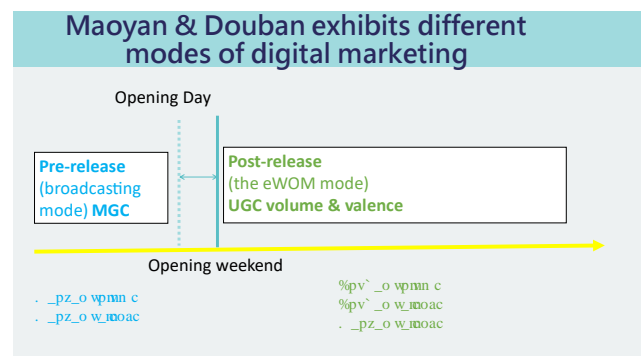 Maoyan & Douban exhibits different
modes of digital marketing
Opening Day
Pre-release
(broadcasting
mode) MGC
Post-release
(the eWOM mode)
UGC volume & valence
Opening weekend